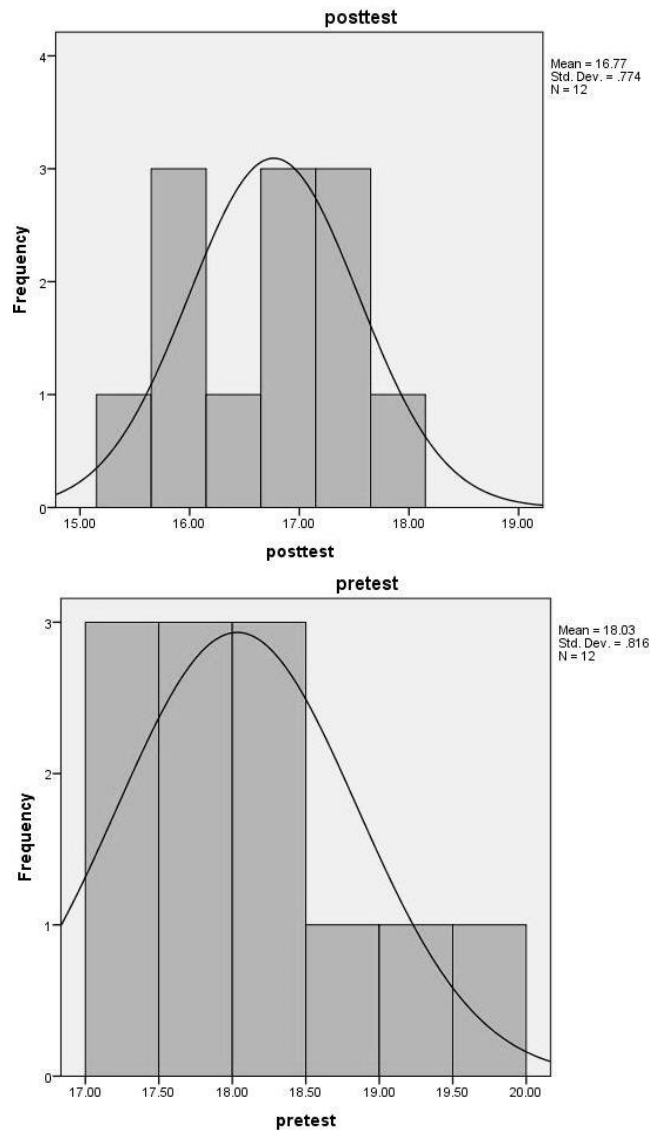 posttest
Mean = 16.77
Std. Dev. = .774
N = 12
4
3
2
1
0
Frequency
15.00 16.00 17.00 18.00 19.00
posttest
pretest
Mean = 18.03
Std. Dev. = .816
N = 12
3
2
1
0
Frequency
17.00 17.50 18.00 18.50 19.00 19.50 20.00
pretest